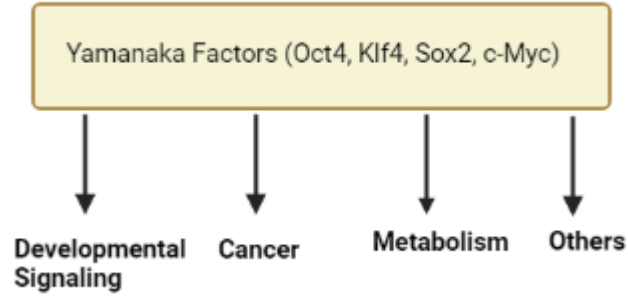 Yamanaka Factors (Oct4, Klf4, Sox2, c-Myc)
Developmental
Signaling
Cancer
Metabolism
Others